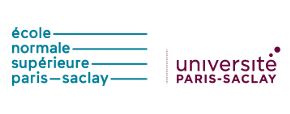 école
normale
supérieure
paris–saclay
université
PARIS-SACLAY